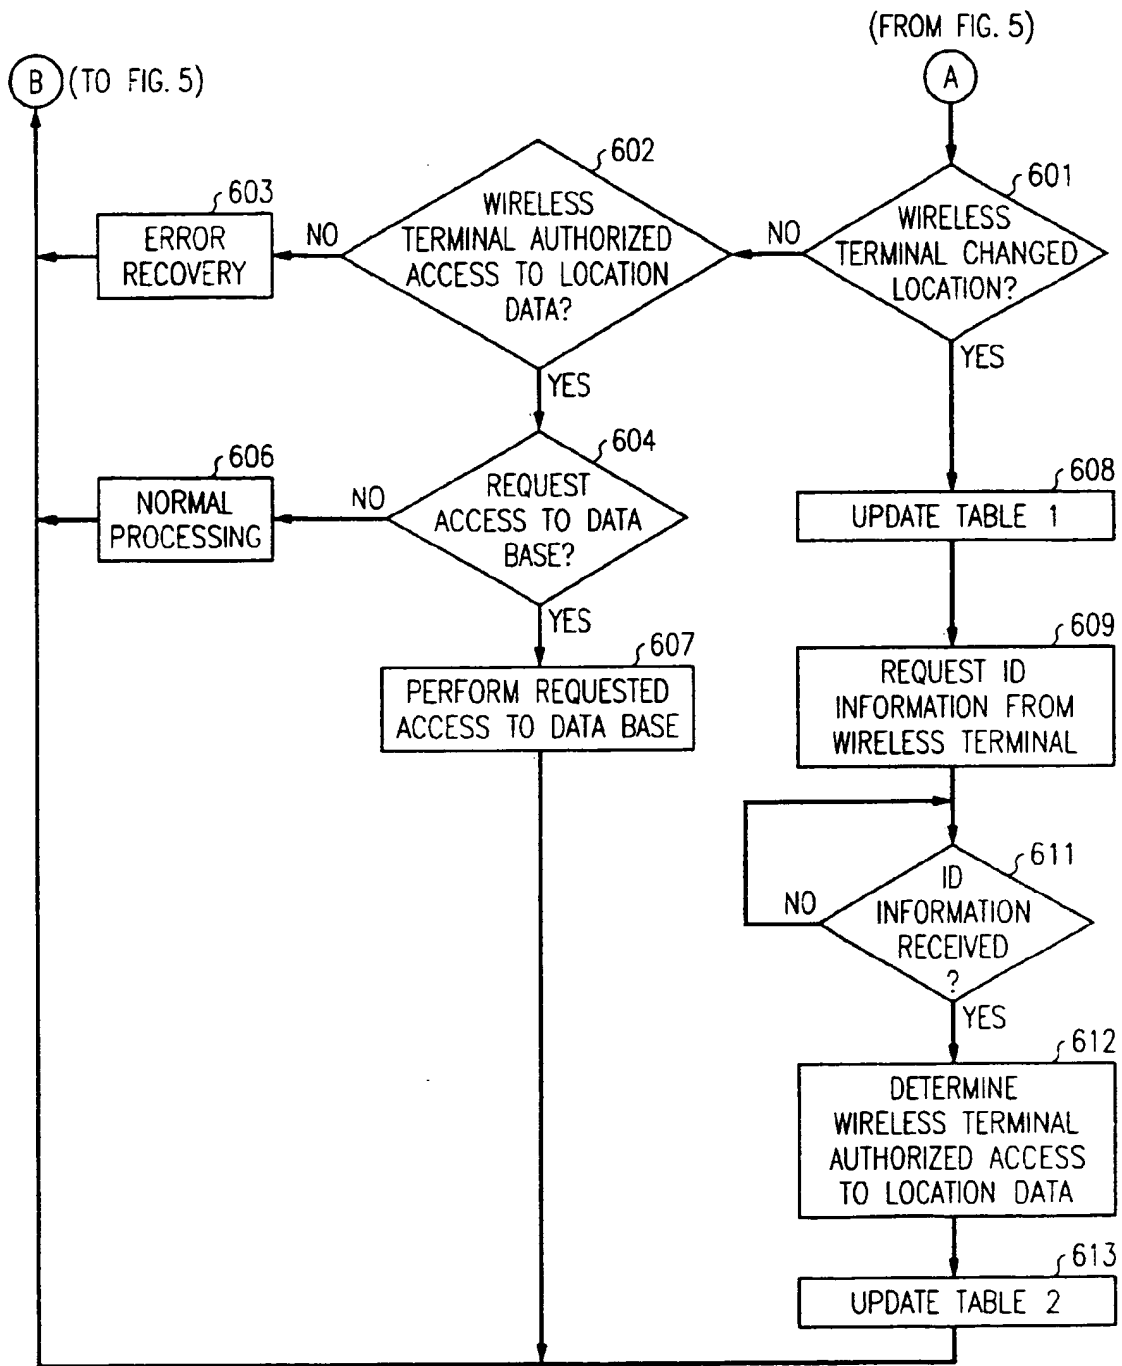 (FROM FIG. 5)
B (TO FIG. 5)
A
602
WIRELESS
TERMINAL AUTHORIZED
ACCESS TO LOCATION
DATA?
601
WIRELESS
TERMINAL CHANGED
LOCATION?
NO
603
ERROR
RECOVERY
NO
YES
YES
604
REQUEST
ACCESS TO DATA
BASE?
606
NORMAL
PROCESSING
NO
608
UPDATE TABLE 1
YES
607
PERFORM REQUESTED
ACCESS TO DATA BASE
609
REQUEST ID
INFORMATION FROM
WIRELESS TERMINAL
611
ID
INFORMATION
RECEIVED
?
NO
YES
612
DETERMINE
WIRELESS TERMINAL
AUTHORIZED ACCESS
TO LOCATION DATA
613
UPDATE TABLE 2